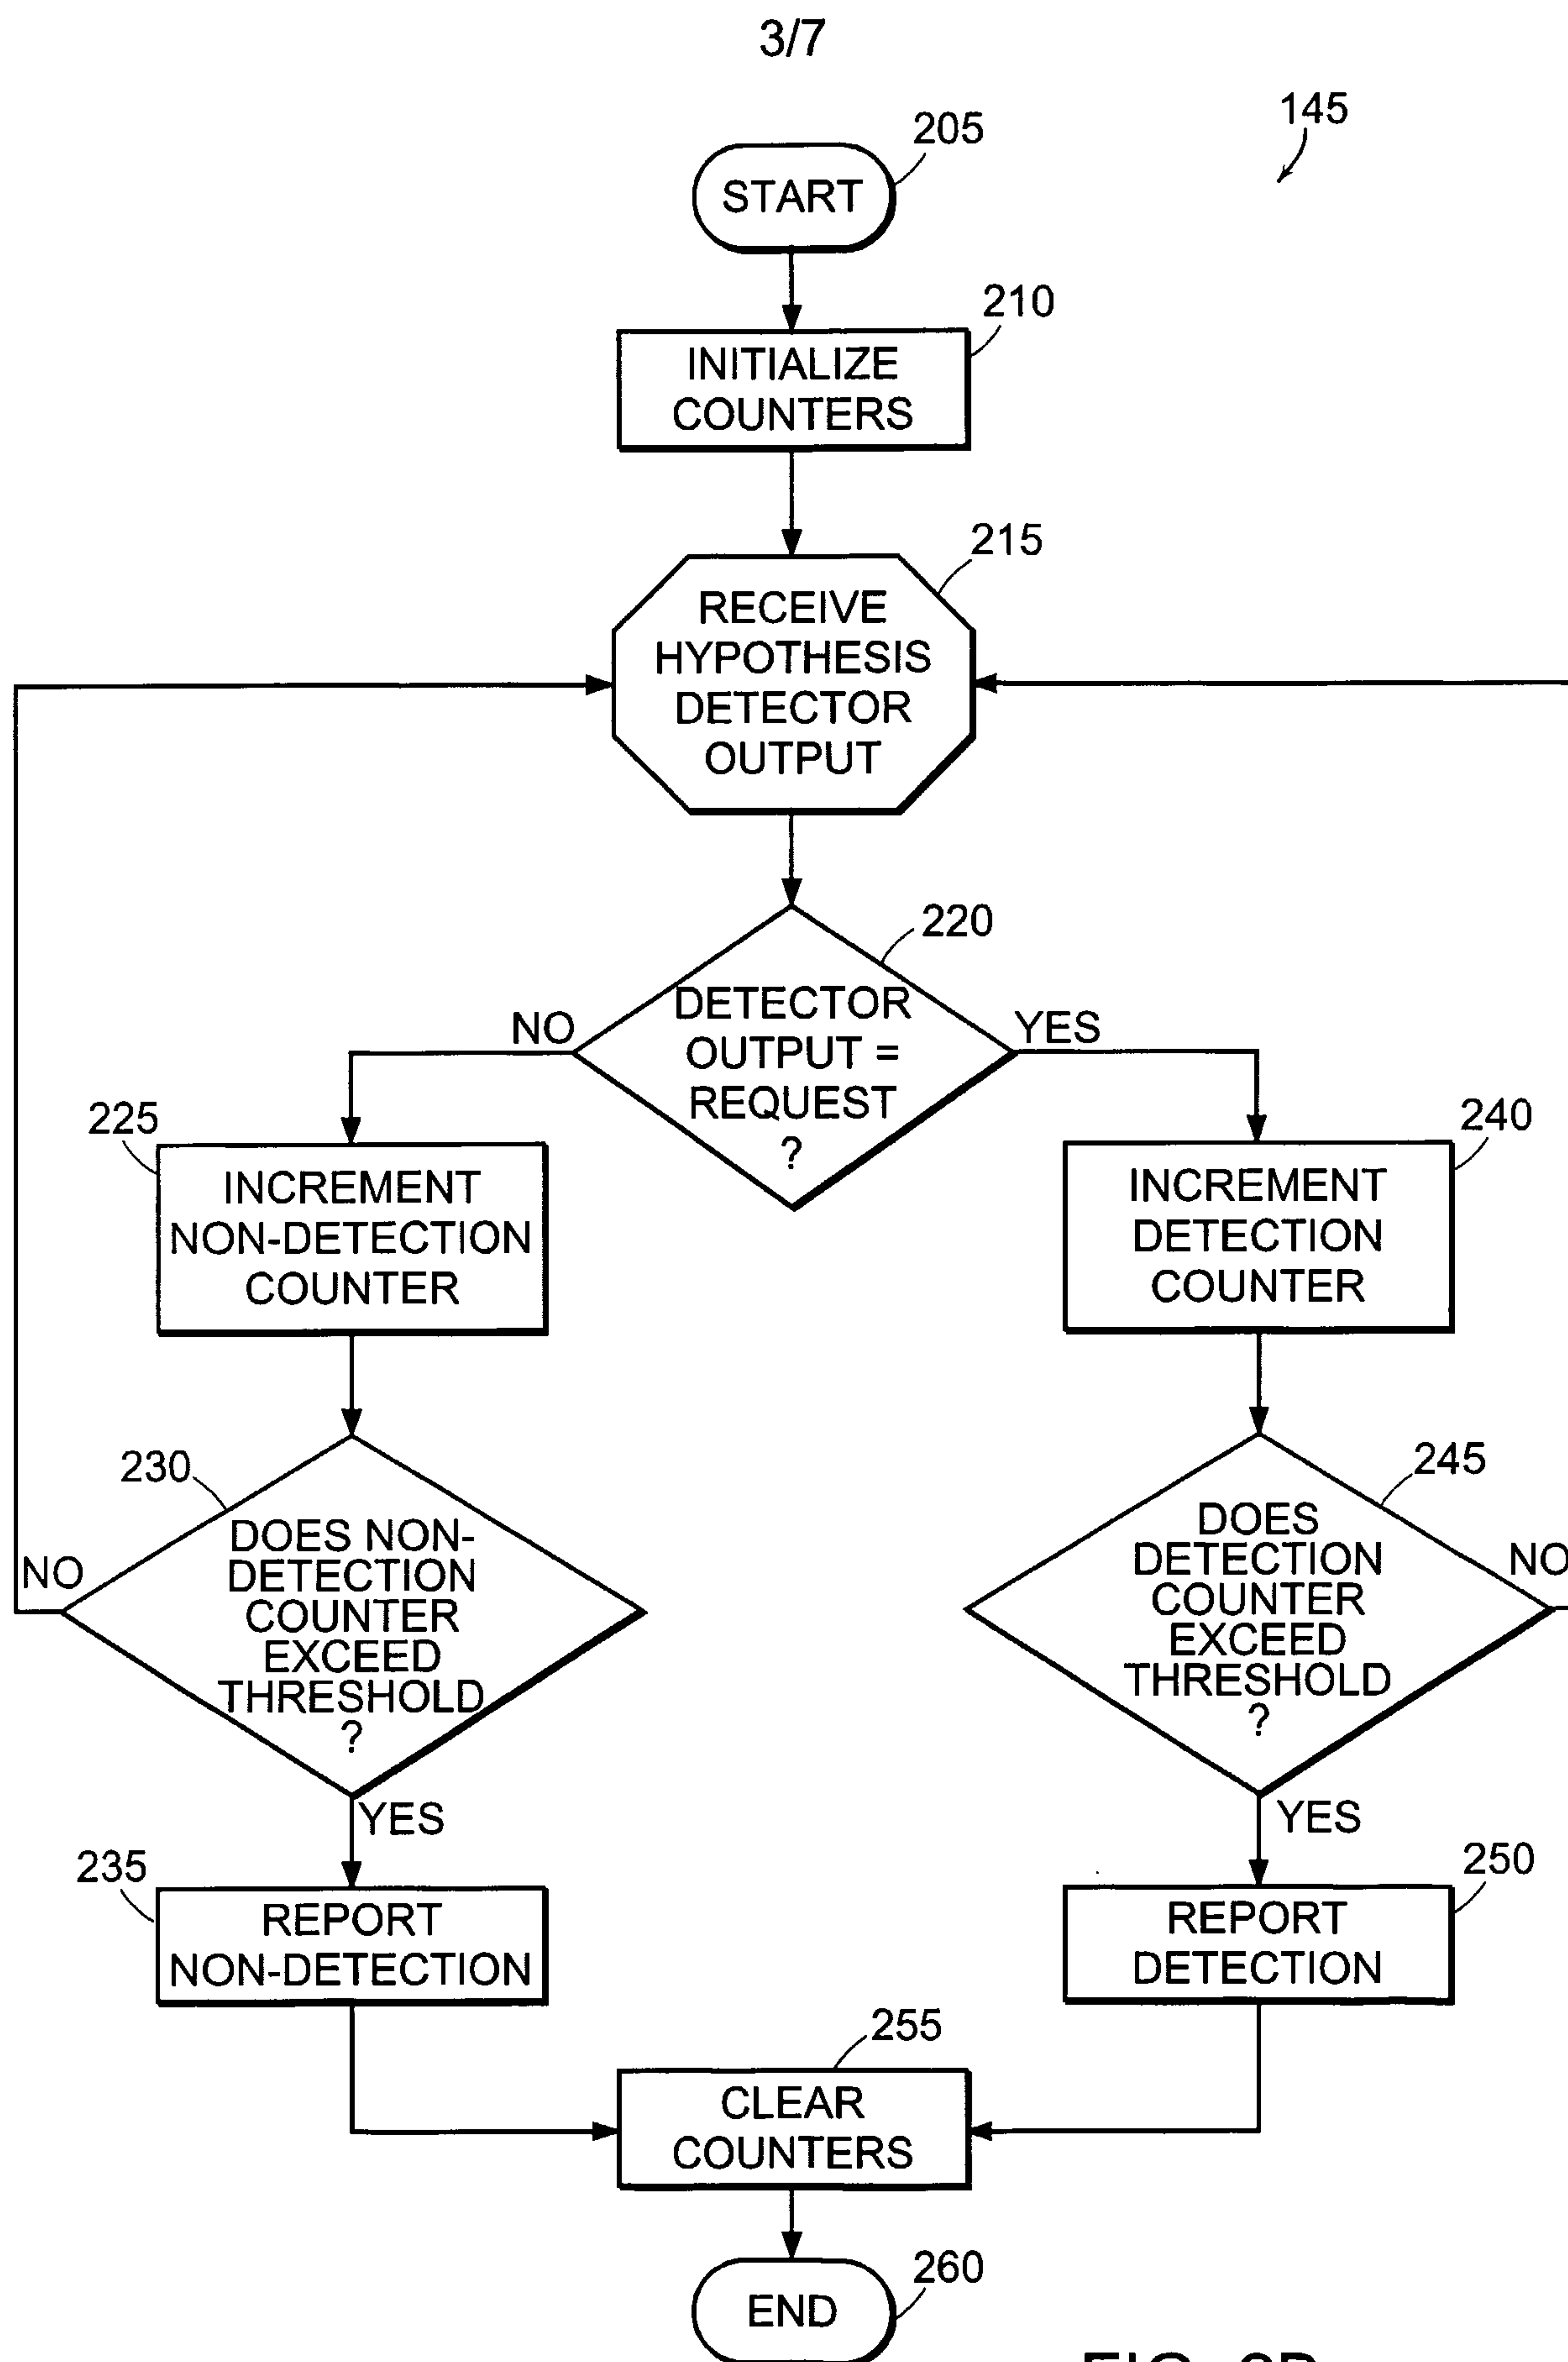 3/7
145
205
START
210
INITIALIZE
COUNTERS
215
RECEIVE
HYPOTHESIS
DETECTOR
OUTPUT
220
DETECTOR
OUTPUT =
REQUEST
?
NO
YES
225
INCREMENT
NON-DETECTION
COUNTER
240
INCREMENT
DETECTION
COUNTER
230
DOES NON-
DETECTION
COUNTER
EXCEED
THRESHOLD
?
NO
YES
245
DOES
DETECTION
COUNTER
EXCEED
THRESHOLD
?
NO
YES
235
REPORT
NON-DETECTION
250
REPORT
DETECTION
255
CLEAR
COUNTERS
260
END